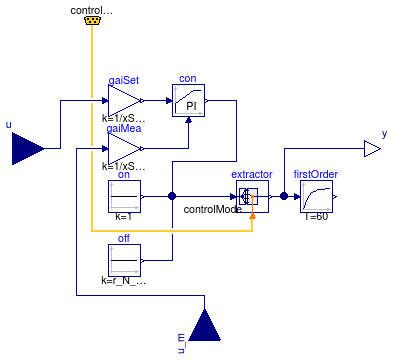 control...
gaiSet
con
PI
k=1/xS...
gaiMea
u
y
k=1/xS...
on
extractor
firstOrder
controlMode
k=1
T=60
off
k=r_N_...
u_m